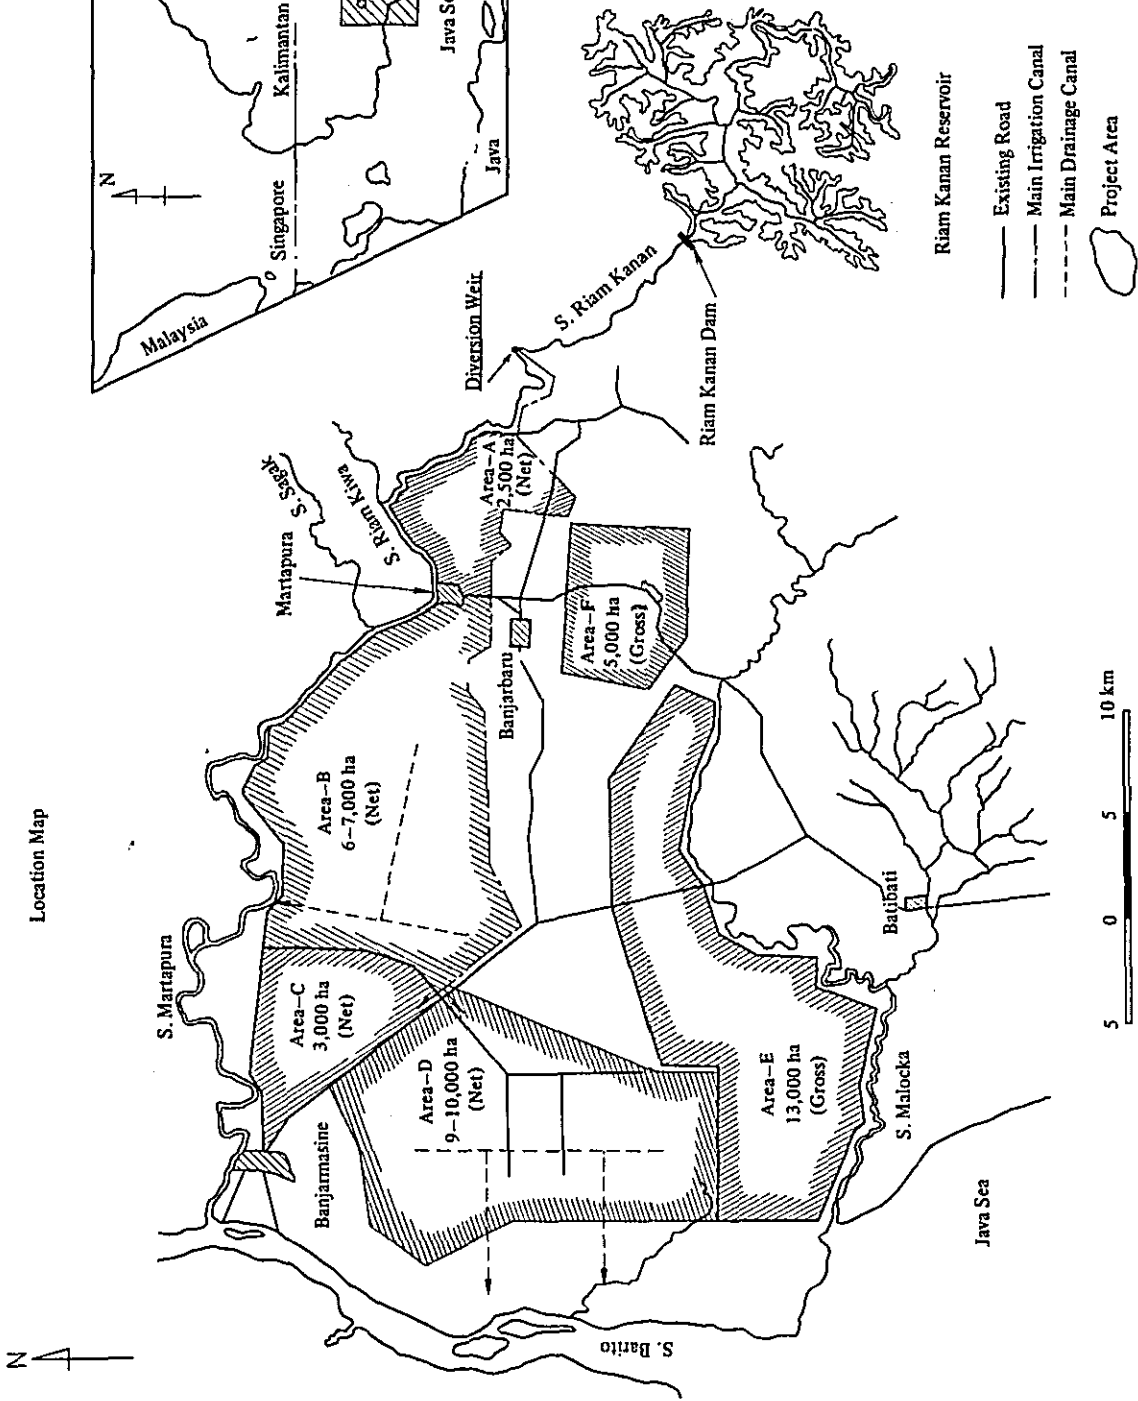 Location Map
N
N
Malaysia
Singapore
Kalimantan
Java
Java Se
S. Martapura
Martapura
S. Sagak
S. Riam Kiwa
Diversion Weir
S. Riam Kanan
Riam Kanan Dam
Riam Kanan Reservoir
Area–A
2,500 ha
(Net)
Area–B
6–7,000 ha
(Net)
Area–C
3,000 ha
(Net)
Area–D
9–10,000 ha
(Net)
Area–E
13,000 ha
(Gross)
Area–F
5,000 ha
(Gross)
Banjarbaru
Banjarmasine
Batibati
S. Malocka
S. Barito
Java Sea
Existing Road
Main Irrigation Canal
Main Drainage Canal
Project Area
5 0 5 10 km